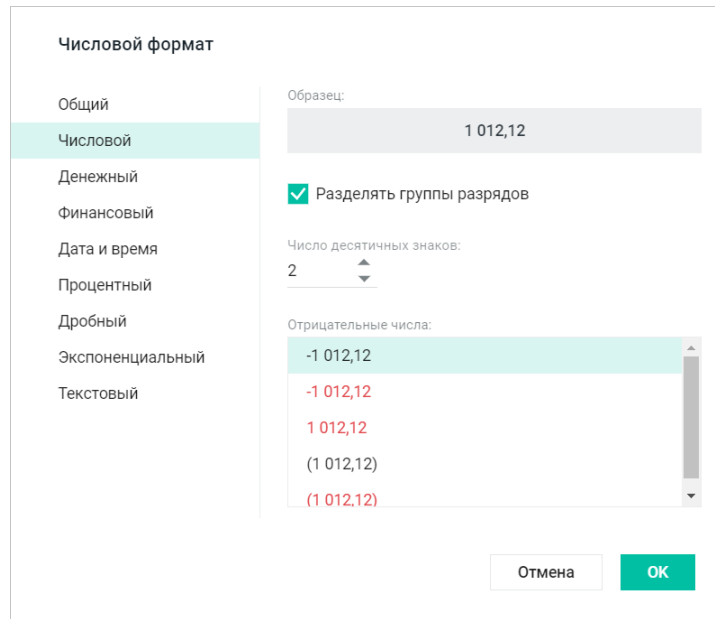 Числовой формат
Общий
Числовой
Денежный
Финансовый
Дата и время
Процентный
Дробный
Экспоненциальный
Текстовый
Образец:
1 012,12
Разделять группы разрядов
Число десятичных знаков:
2
Отрицательные числа:
-1 012,12
-1 012,12
1 012,12
(1 012,12)
(1 012,12)
Отмена
ОК